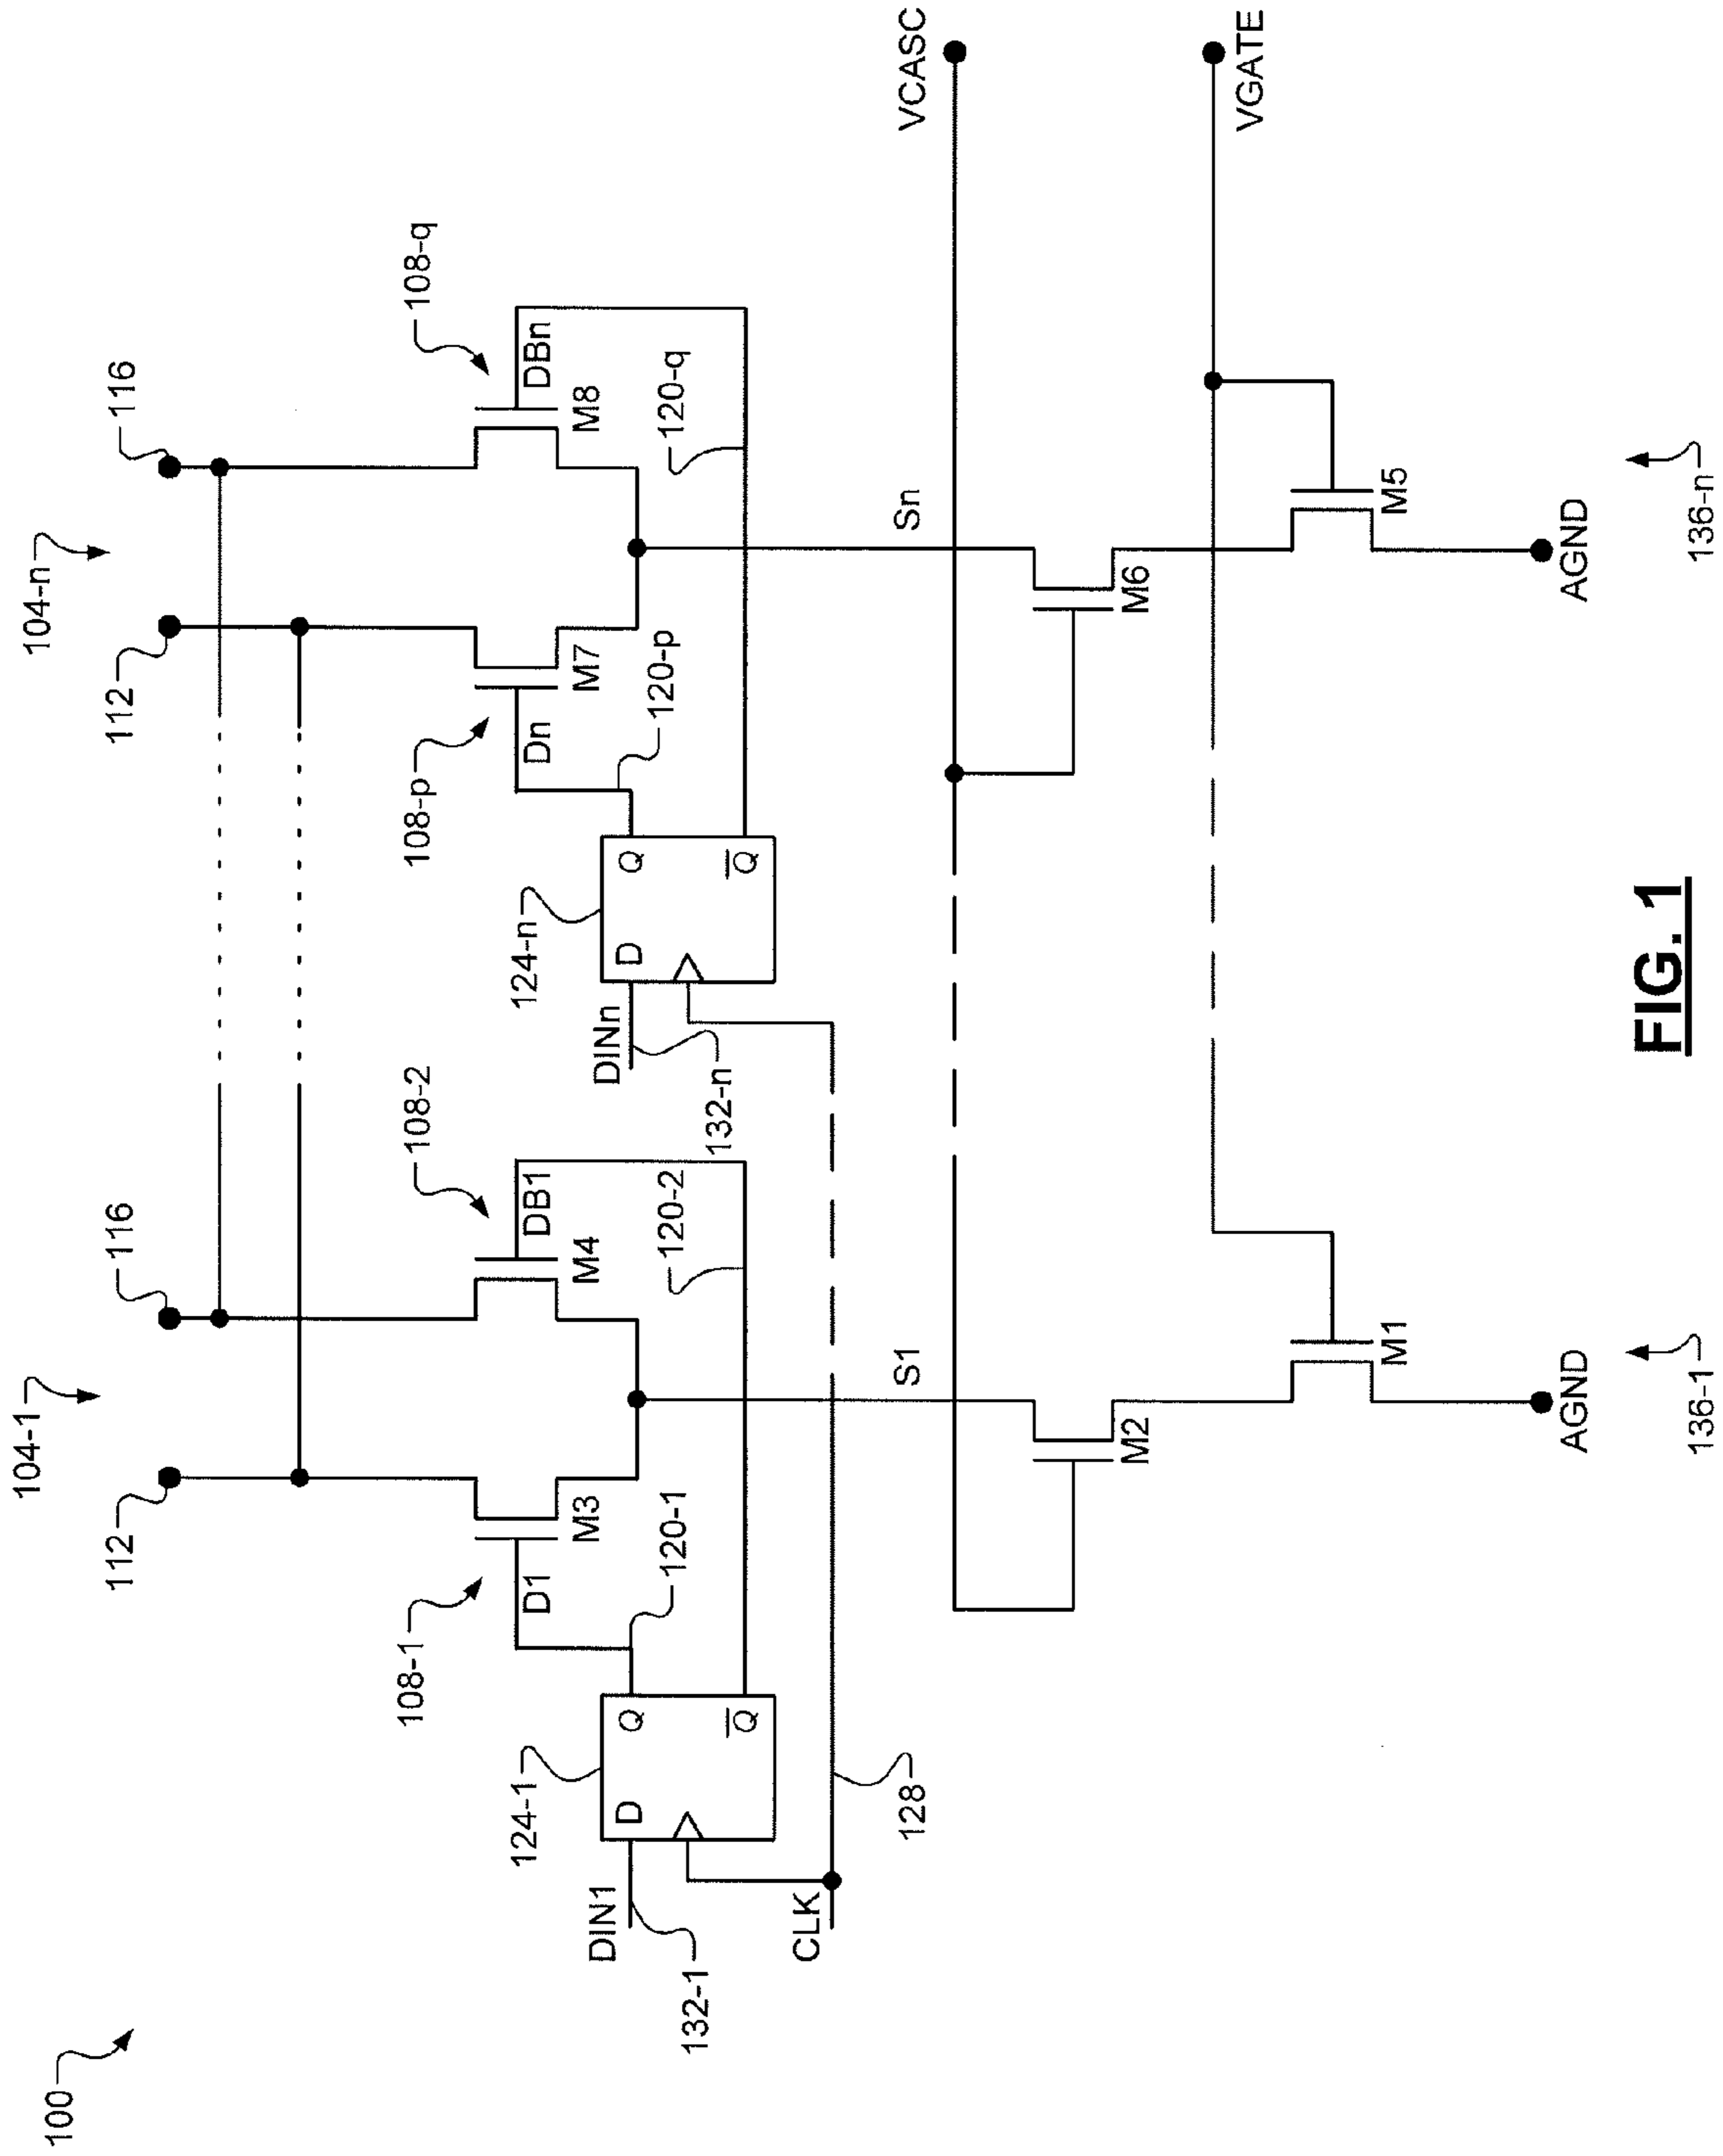 100
104-1
104-n
112
116
112
116
108-1
108-2
108-p
108-q
D1
DB1
Dn
DBn
M3
M4
M7
M8
124-1
124-n
120-1
120-2
120-p
120-q
DIN1
D
Q
Q̅
DINn
D
Q
Q̅
132-1
132-n
CLK
128
S1
Sn
VCASC
M2
M6
VGATE
M1
M5
AGND
AGND
136-1
136-n
FIG. 1